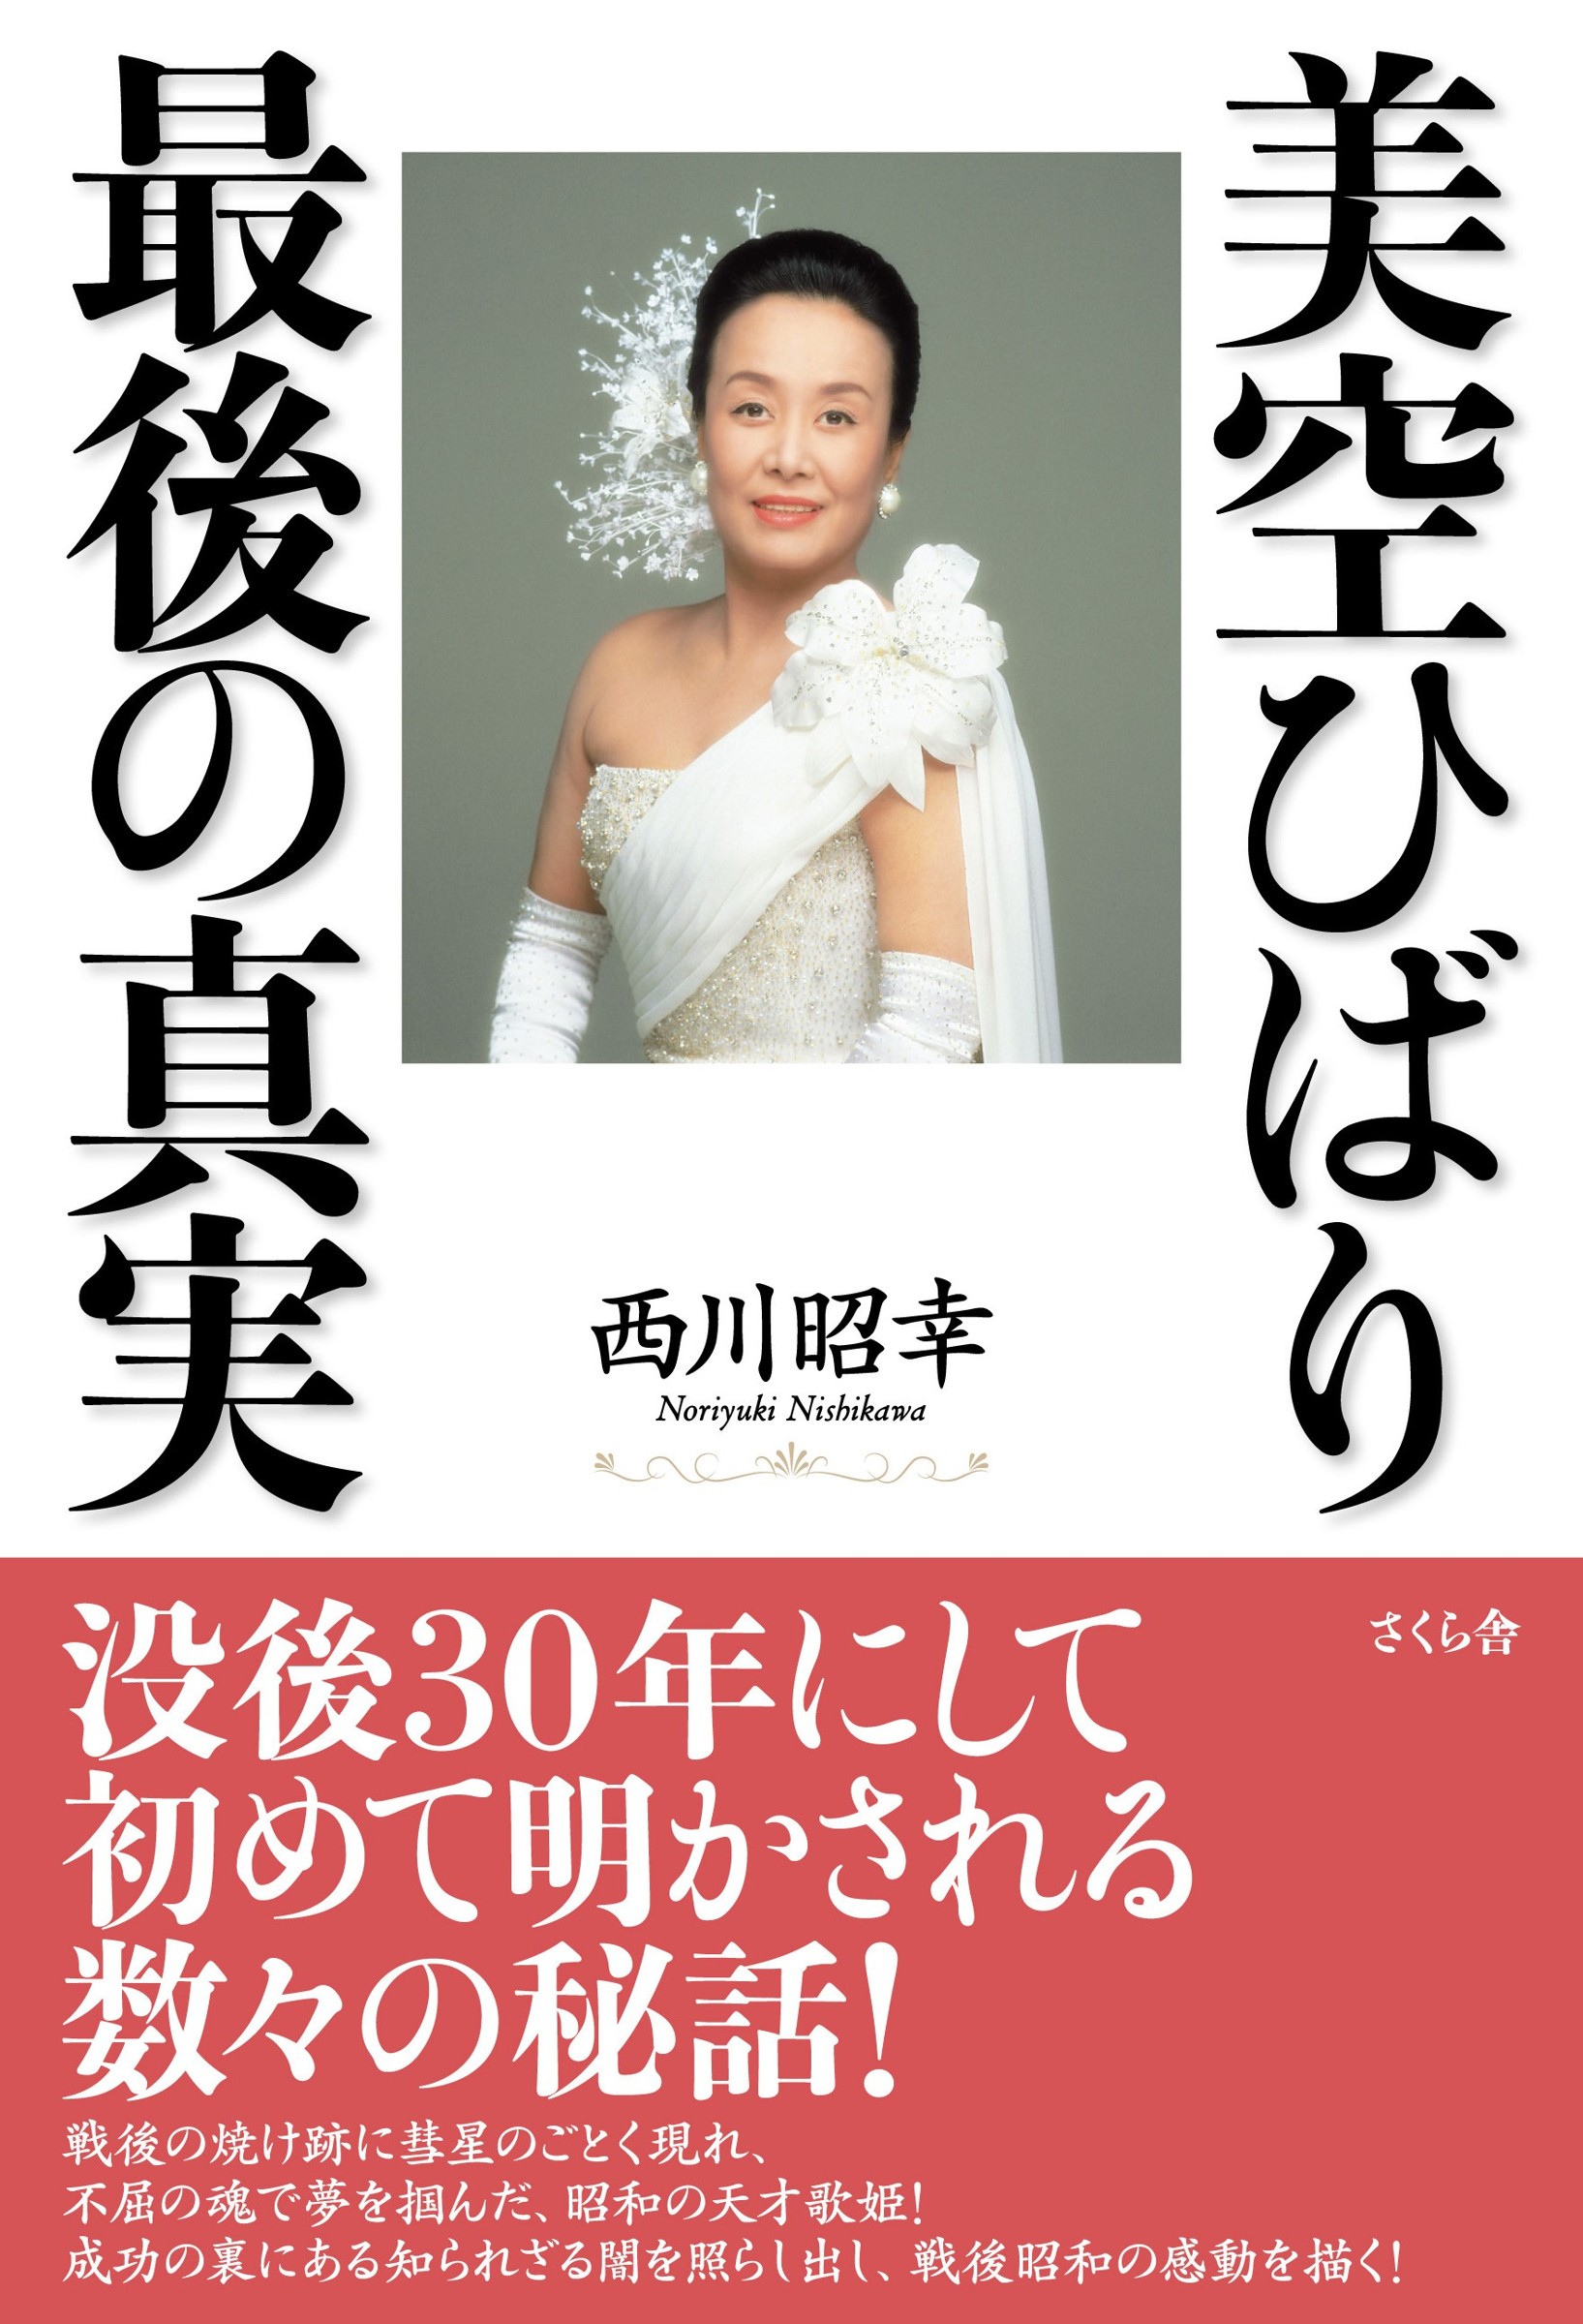 美空ひばり
最後の真実
西川昭幸
Noriyuki Nishikawa
さくら舎
没後30年にして
初めて明かされる
数々の秘話!
戦後の焼け跡に彗星のごとく現れ、
不屈の魂で夢を掴んだ、昭和の天才歌姫!
成功の裏にある知られざる闇を照らし出し、戦後昭和の感動を描く!